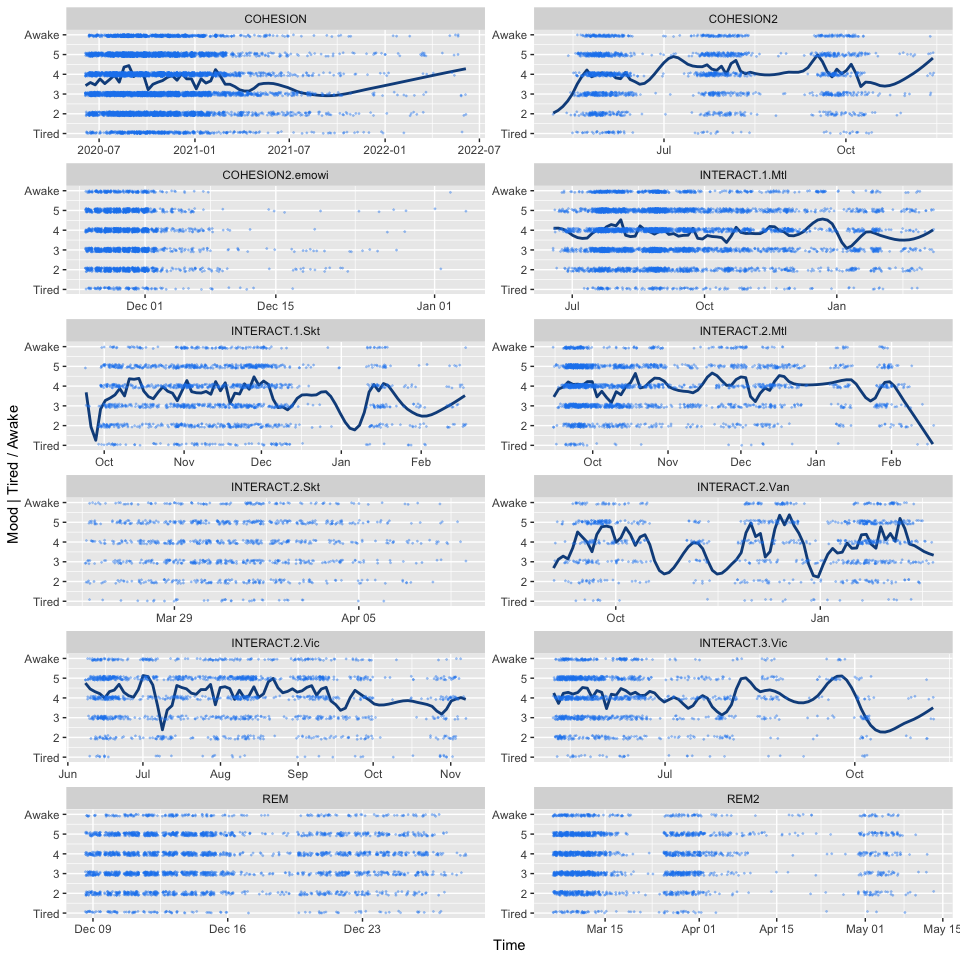 COHESION
COHESION2
Awake
5
4
3
2
Tired
Awake
5
4
3
2
Tired
2020-07 2021-01 2021-07 2022-01 2022-07
Jul Oct
COHESION2.emowi
INTERACT.1.Mtl
Awake
5
4
3
2
Tired
Awake
5
4
3
2
Tired
Dec 01 Dec 15 Jan 01
Jul Oct Jan
INTERACT.1.Skt
INTERACT.2.Mtl
Awake
5
4
3
2
Tired
Awake
5
4
3
2
Tired
Oct Nov Dec Jan Feb
Oct Nov Dec Jan Feb
Mood | Tired / Awake
INTERACT.2.Skt
INTERACT.2.Van
Awake
5
4
3
2
Tired
Awake
5
4
3
2
Tired
Mar 29 Apr 05
Oct Jan
INTERACT.2.Vic
INTERACT.3.Vic
Awake
5
4
3
2
Tired
Awake
5
4
3
2
Tired
Jun Jul Aug Sep Oct Nov
Jul Oct
REM
REM2
Awake
5
4
3
2
Tired
Awake
5
4
3
2
Tired
Dec 09 Dec 16 Dec 23
Mar 15 Apr 01 Apr 15 May 01 May 15
Time